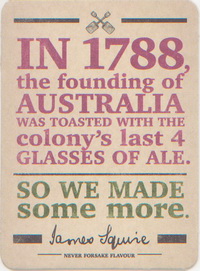 IN 1788,
the founding of
AUSTRALIA
WAS TOASTED WITH THE
colony's last 4
GLASSES OF ALE.
SO WE MADE
some more.
James Squire
NEVER FORSAKE FLAVOUR